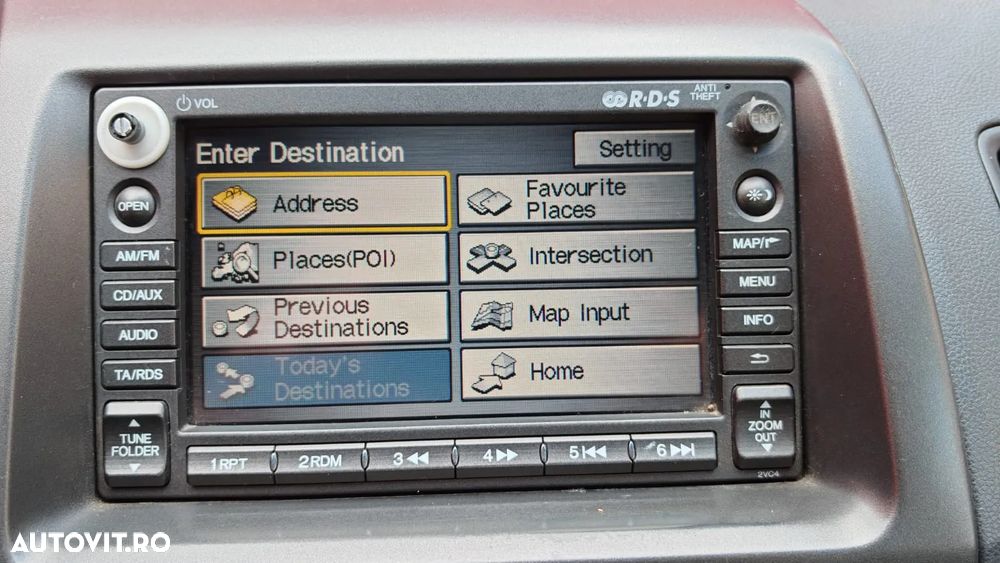 VOL
R·D·S
ANTI
THEFT
ENT
Enter Destination
Setting
OPEN
Address
Favourite
Places
AM/FM
Places(POI)
Intersection
MAP/
CD/AUX
Previous
Destinations
Map Input
MENU
AUDIO
INFO
TA/RDS
Today's
Destinations
Home
TUNE
FOLDER
IN
ZOOM
OUT
1RPT
2RDM
3
4
5
6
2VC4
AUTOVIT.RO